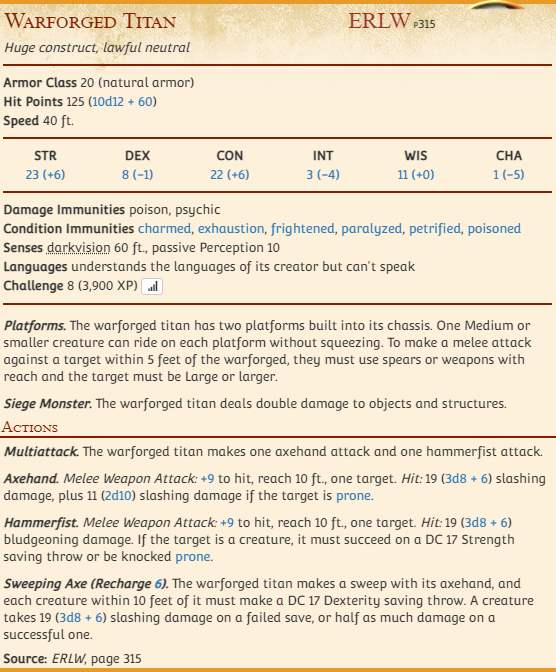 Warforged Titan ERLW P315
Huge construct, lawful neutral
Armor Class 20 (natural armor)
Hit Points 125 (10d12 + 60)
Speed 40 ft.
STR DEX CON INT WIS CHA
23 (+6) 8 (−1) 22 (+6) 3 (−4) 11 (+0) 1 (−5)
Damage Immunities poison, psychic
Condition Immunities charmed, exhaustion, frightened, paralyzed, petrified, poisoned
Senses darkvision 60 ft., passive Perception 10
Languages understands the languages of its creator but can't speak
Challenge 8 (3,900 XP)
Platforms. The warforged titan has two platforms built into its chassis. One Medium or
smaller creature can ride on each platform without squeezing. To make a melee attack
against a target within 5 feet of the warforged, they must use spears or weapons with
reach and the target must be Large or larger.
Siege Monster. The warforged titan deals double damage to objects and structures.
Actions
Multiattack. The warforged titan makes one axehand attack and one hammerfist attack.
Axehand. Melee Weapon Attack: +9 to hit, reach 10 ft., one target. Hit: 19 (3d8 + 6) slashing
damage, plus 11 (2d10) slashing damage if the target is prone.
Hammerfist. Melee Weapon Attack: +9 to hit, reach 10 ft., one target. Hit: 19 (3d8 + 6)
bludgeoning damage. If the target is a creature, it must succeed on a DC 17 Strength
saving throw or be knocked prone.
Sweeping Axe (Recharge 6). The warforged titan makes a sweep with its axehand, and
each creature within 10 feet of it must make a DC 17 Dexterity saving throw. A creature
takes 19 (3d8 + 6) slashing damage on a failed save, or half as much damage on a
successful one.
Source: ERLW, page 315